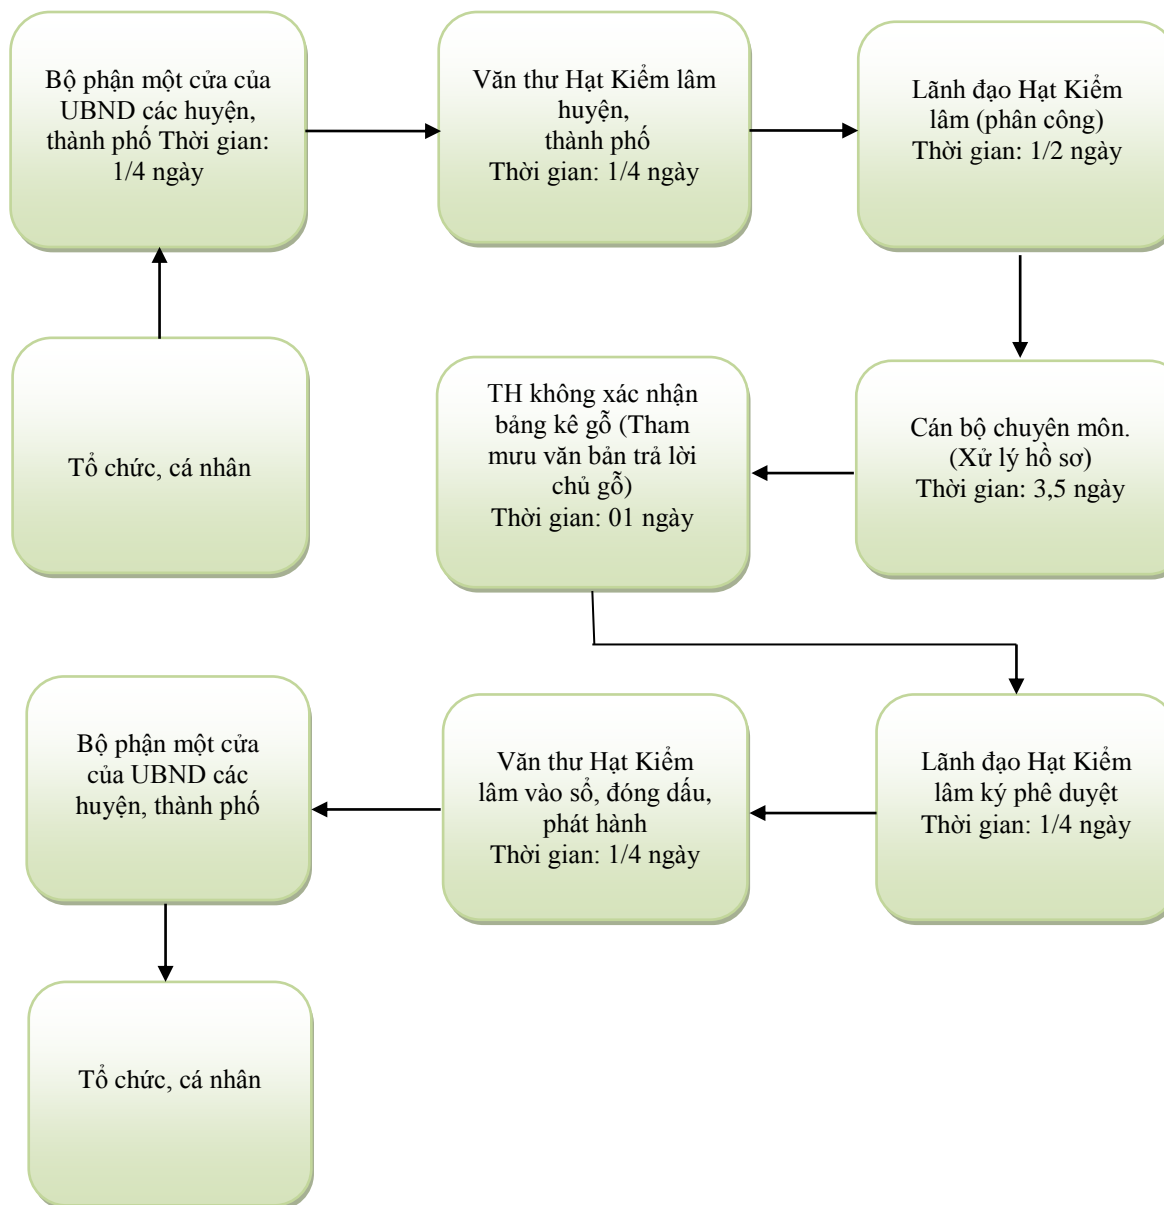 Bộ phận một cửa của
UBND các huyện,
thành phố Thời gian:
1/4 ngày
Văn thư Hạt Kiểm lâm
huyện,
thành phố
Thời gian: 1/4 ngày
Lãnh đạo Hạt Kiểm
lâm (phân công)
Thời gian: 1/2 ngày
Tổ chức, cá nhân
TH không xác nhận
bảng kê gỗ (Tham
mưu văn bản trả lời
chủ gỗ)
Thời gian: 01 ngày
Cán bộ chuyên môn.
(Xử lý hồ sơ)
Thời gian: 3,5 ngày
Bộ phận một cửa
của UBND các
huyện, thành phố
Văn thư Hạt Kiểm
lâm vào sổ, đóng dấu,
phát hành
Thời gian: 1/4 ngày
Lãnh đạo Hạt Kiểm
lâm ký phê duyệt
Thời gian: 1/4 ngày
Tổ chức, cá nhân